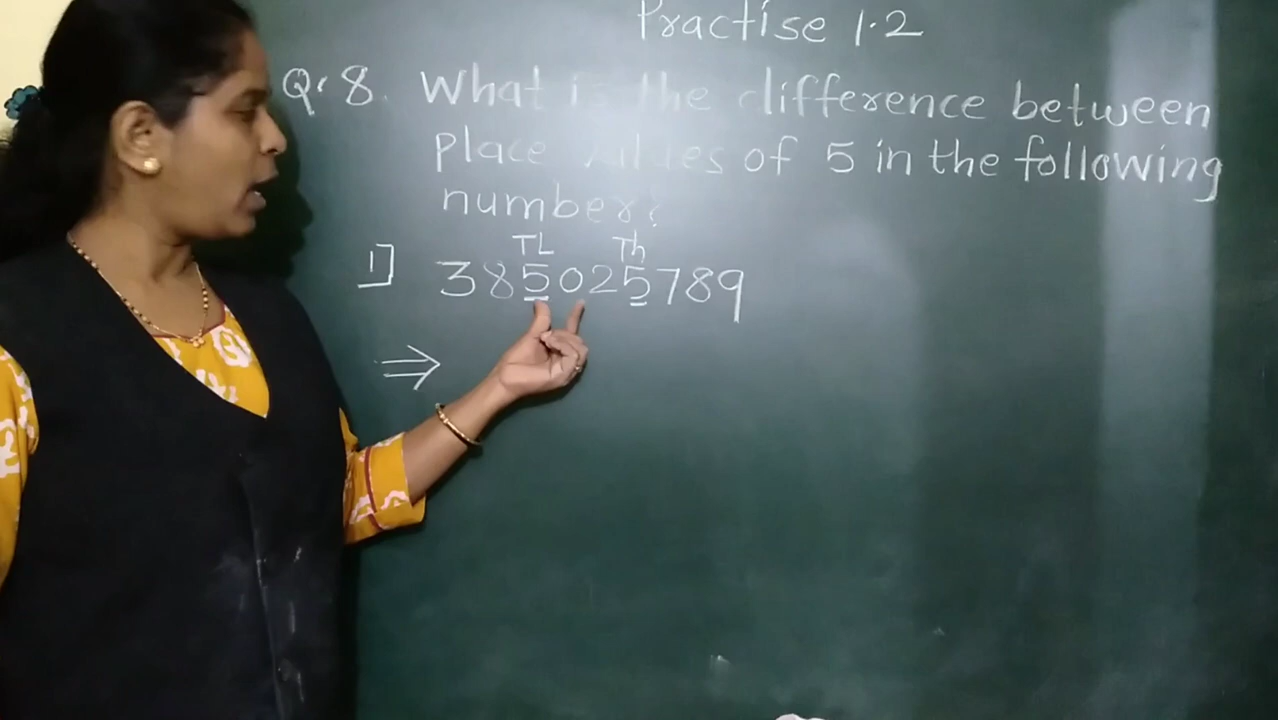 Practise 1.2
Q. 8. What is the difference between
place values of 5 in the following
number?
TL Th
1] 385025789
⇒